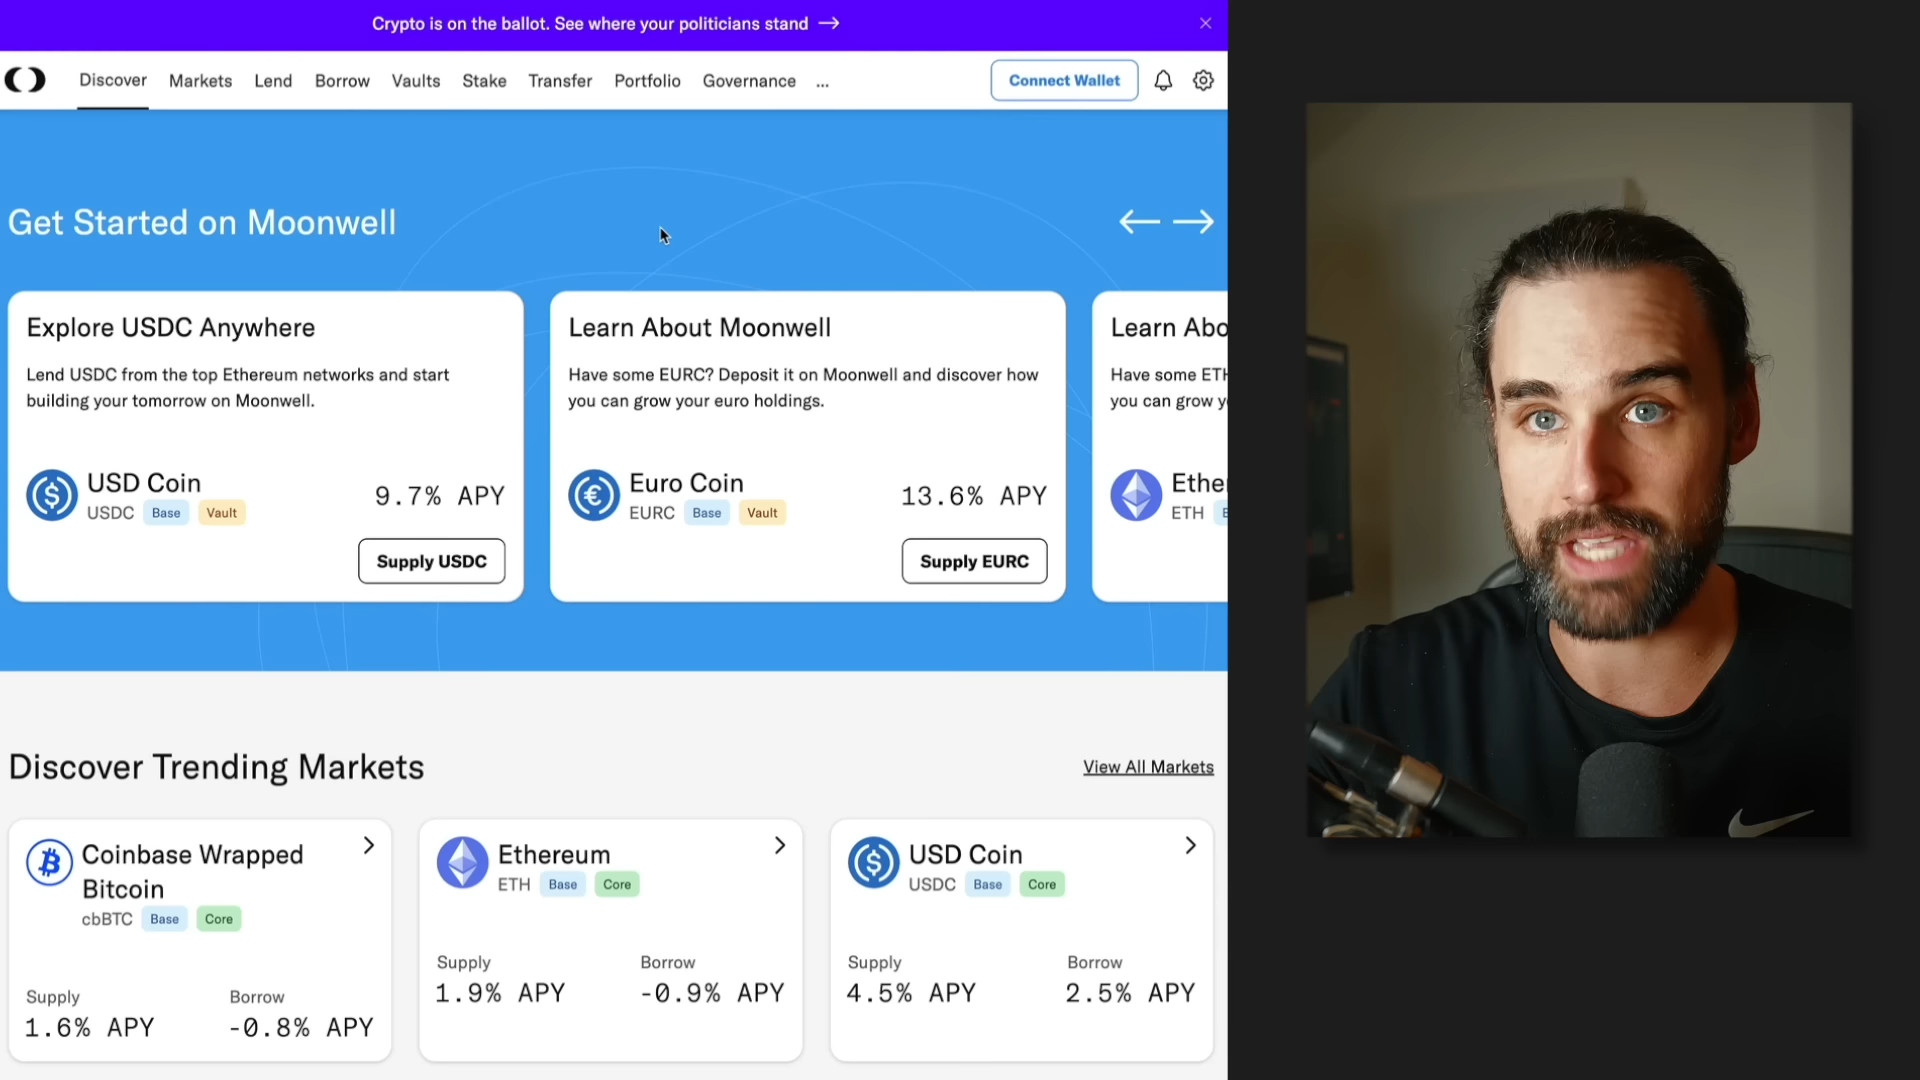 Crypto is on the ballot. See where your politicians stand →
Discover Markets Lend Borrow Vaults Stake Transfer Portfolio Governance ... Connect Wallet
Get Started on Moonwell
Explore USDC Anywhere
Lend USDC from the top Ethereum networks and start
building your tomorrow on Moonwell.
USD Coin
USDC Base Vault
9.7% APY
Supply USDC
Learn About Moonwell
Have some EURC? Deposit it on Moonwell and discover how
you can grow your euro holdings.
Euro Coin
EURC Base Vault
13.6% APY
Supply EURC
Learn Abo
Have some ETH
you can grow y
Ether
ETH
Discover Trending Markets
View All Markets
Coinbase Wrapped
Bitcoin
cbBTC Base Core
Supply Borrow
1.6% APY -0.8% APY
Ethereum
ETH Base Core
Supply Borrow
1.9% APY -0.9% APY
USD Coin
USDC Base Core
Supply Borrow
4.5% APY 2.5% APY